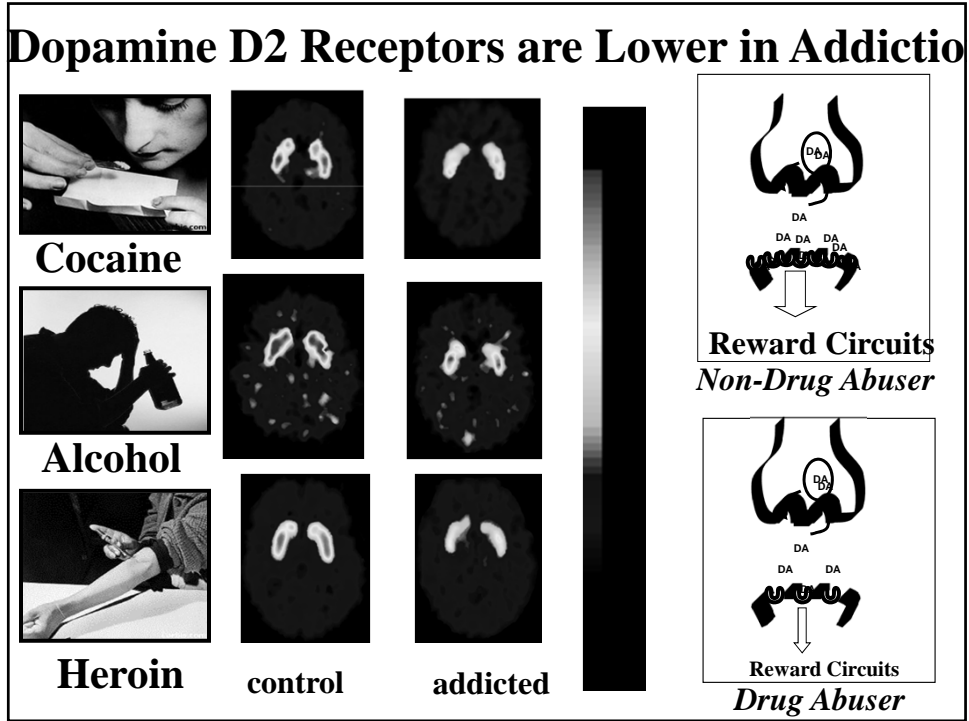 Dopamine D2 Receptors are Lower in Addictio
Cocaine
Alcohol
Heroin
control
addicted
DA
DA
DA
DA
DA
DA
DA
Reward Circuits
Non-Drug Abuser
DA
DA
DA
DA
DA
Reward Circuits
Drug Abuser